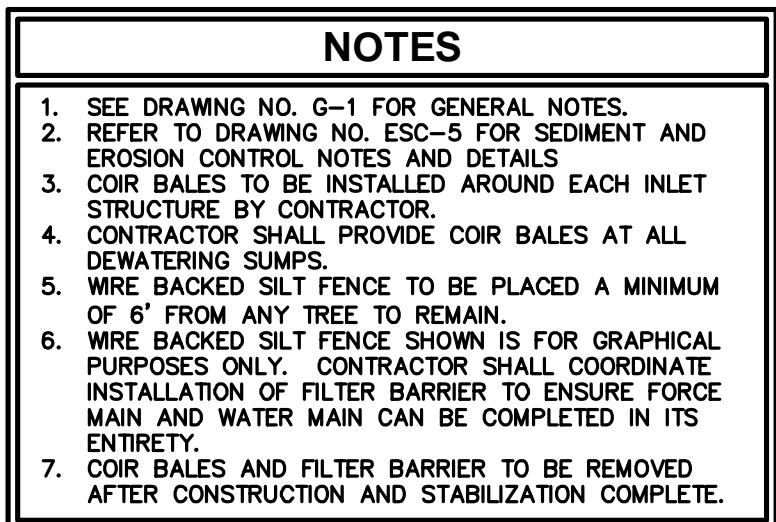 NOTES
1. SEE DRAWING NO. G-1 FOR GENERAL NOTES.
2. REFER TO DRAWING NO. ESC-5 FOR SEDIMENT AND
EROSION CONTROL NOTES AND DETAILS
3. COIR BALES TO BE INSTALLED AROUND EACH INLET
STRUCTURE BY CONTRACTOR.
4. CONTRACTOR SHALL PROVIDE COIR BALES AT ALL
DEWATERING SUMPS.
5. WIRE BACKED SILT FENCE TO BE PLACED A MINIMUM
OF 6' FROM ANY TREE TO REMAIN.
6. WIRE BACKED SILT FENCE SHOWN IS FOR GRAPHICAL
PURPOSES ONLY. CONTRACTOR SHALL COORDINATE
INSTALLATION OF FILTER BARRIER TO ENSURE FORCE
MAIN AND WATER MAIN CAN BE COMPLETED IN ITS
ENTIRETY.
7. COIR BALES AND FILTER BARRIER TO BE REMOVED
AFTER CONSTRUCTION AND STABILIZATION COMPLETE.